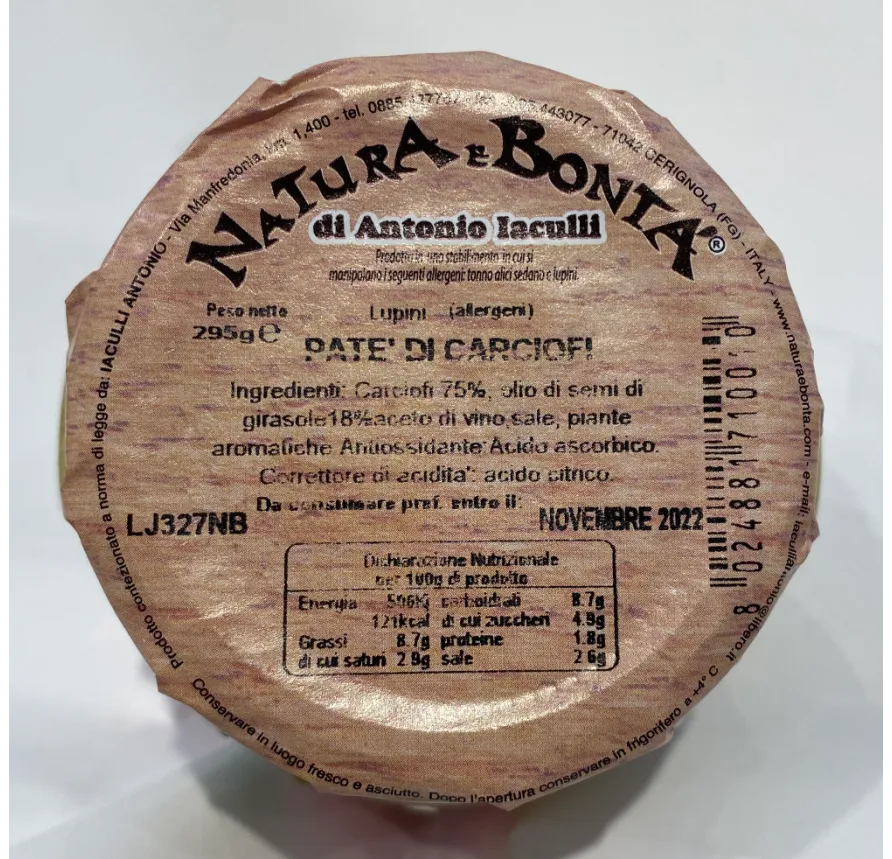 Prodotto confezionato a norma di legge da: IACULLI ANTONIO - Via Manfredonia, km. 1,400 - tel. 0885 443077 - 71042 CERIGNOLA (FG) - ITALY - www.naturaebonta.com - e-mail:
NATURA E BONTA'®
di Antonio Iaculli
Prodotto in uno stabilimento in cui si
manipolano i seguenti allergeni: tonno alici sedano e lupini.
Peso netto
295g e
Lupini (allergeni)
PATE' DI CARCIOFI
Ingredienti: Carciofi 75%, olio di semi di
girasole18%aceto di vino,sale, piante
aromatiche Antiossidante:Acido ascorbico.
Correttore di acidita': acido citrico.
Da consumare pref. entro il:
LJ327NB
NOVEMBRE 2022
8 024881 710010
Dichiarazione Nutrizionale
per 100g di prodotto
Energia carboidrati 8.7g
121kcal di cui zuccheri 4.9g
Grassi 8.7g proteine 1.8g
di cui saturi 2 9g sale 2 6g
Conservare in luogo fresco e asciutto. Dopo l'apertura conservare in frigorifero a +4° C